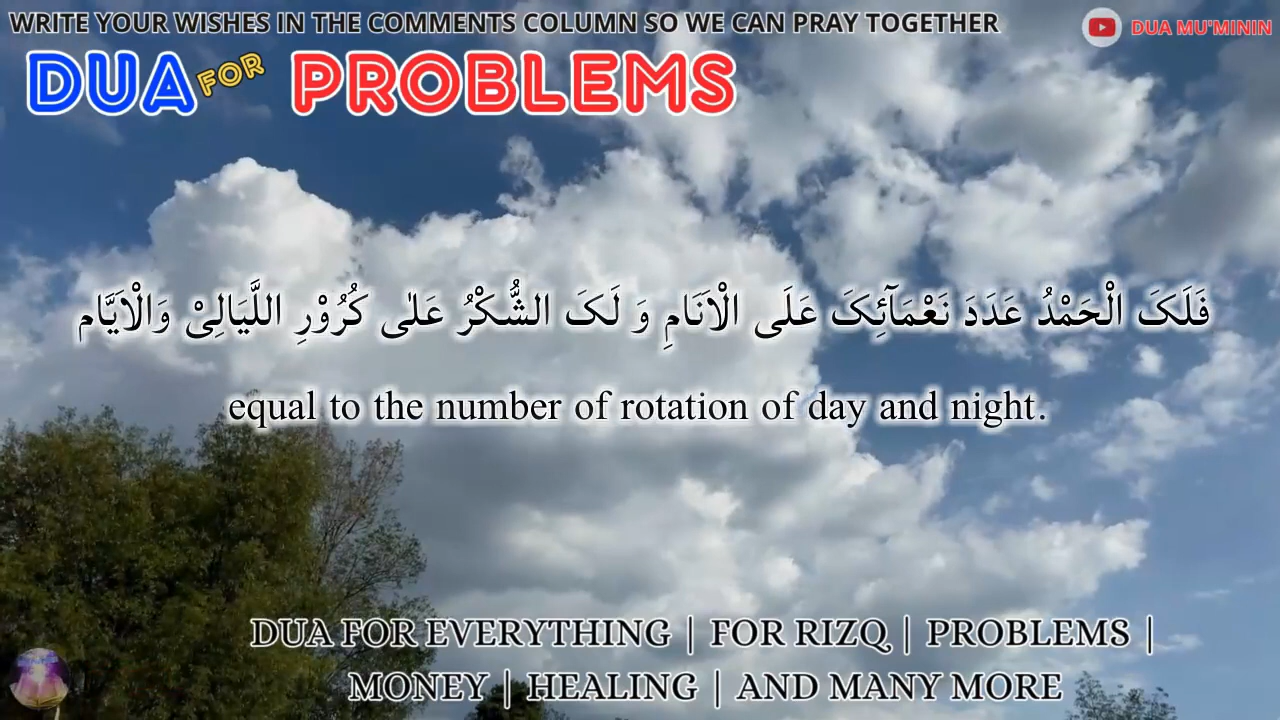 WRITE YOUR WISHES IN THE COMMENTS COLUMN SO WE CAN PRAY TOGETHER
DUA MU'MININ
DUA FOR PROBLEMS
فَلَکَ الْحَمْدُ عَدَدَ نَعْمَآئِکَ عَلَی الْاَنَامِ وَ لَکَ الشُّکْرُ عَلٰی کُرُوْرِ اللَّیَالِیْ وَالْاَیَّام
equal to the number of rotation of day and night.
DUA FOR EVERYTHING | FOR RIZQ | PROBLEMS |
MONEY | HEALING | AND MANY MORE